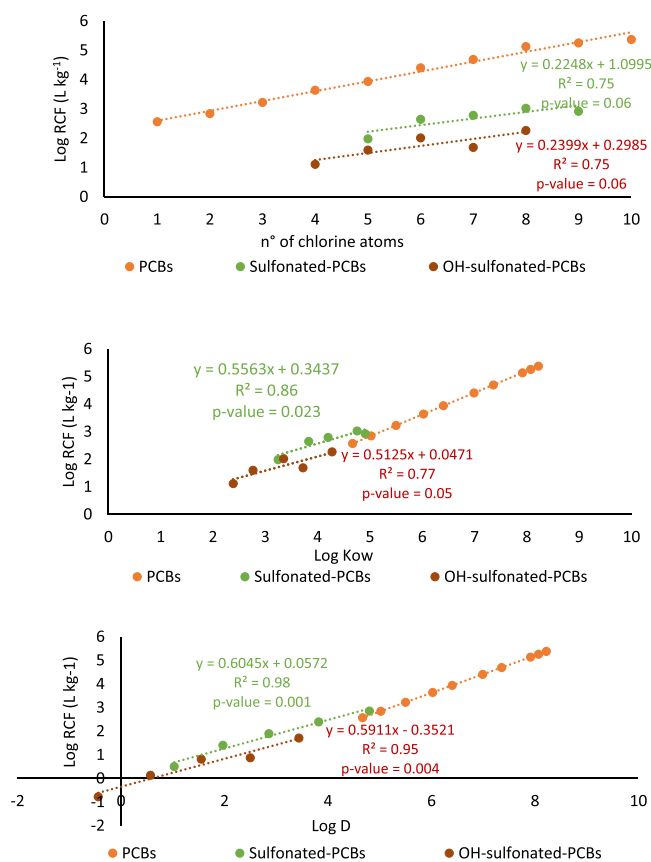 6
5
4
3
2
1
0
Log RCF (L kg⁻¹)
y = 0.2248x + 1.0995
R² = 0.75
p-value = 0.06
y = 0.2399x + 0.2985
R² = 0.75
p-value = 0.06
0 1 2 3 4 5 6 7 8 9 10
n° of chlorine atoms
PCBs Sulfonated-PCBs OH-sulfonated-PCBs
6
5
4
3
2
1
0
Log RCF (L kg-1)
y = 0.5563x + 0.3437
R² = 0.86
p-value = 0.023
y = 0.5125x + 0.0471
R² = 0.77
p-value = 0.05
0 1 2 3 4 5 6 7 8 9 10
Log Kow
PCBs Sulfonated-PCBs OH-sulfonated-PCBs
6
5
4
3
2
1
0
-1
-2
Log RCF (L kg-1)
y = 0.6045x + 0.0572
R² = 0.98
p-value = 0.001
y = 0.5911x - 0.3521
R² = 0.95
p-value = 0.004
-2 0 2 4 6 8 10
Log D
PCBs Sulfonated-PCBs OH-sulfonated-PCBs